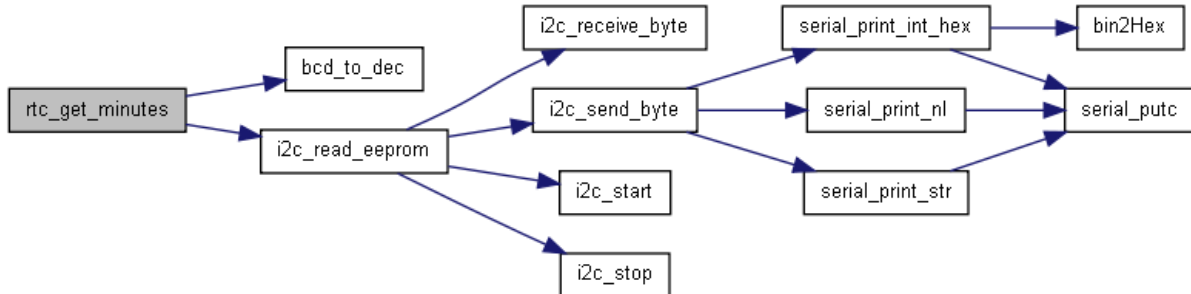 rtc_get_minutes
bcd_to_dec
i2c_read_eeprom
i2c_receive_byte
i2c_send_byte
i2c_start
i2c_stop
serial_print_int_hex
serial_print_nl
serial_print_str
bin2Hex
serial_putc